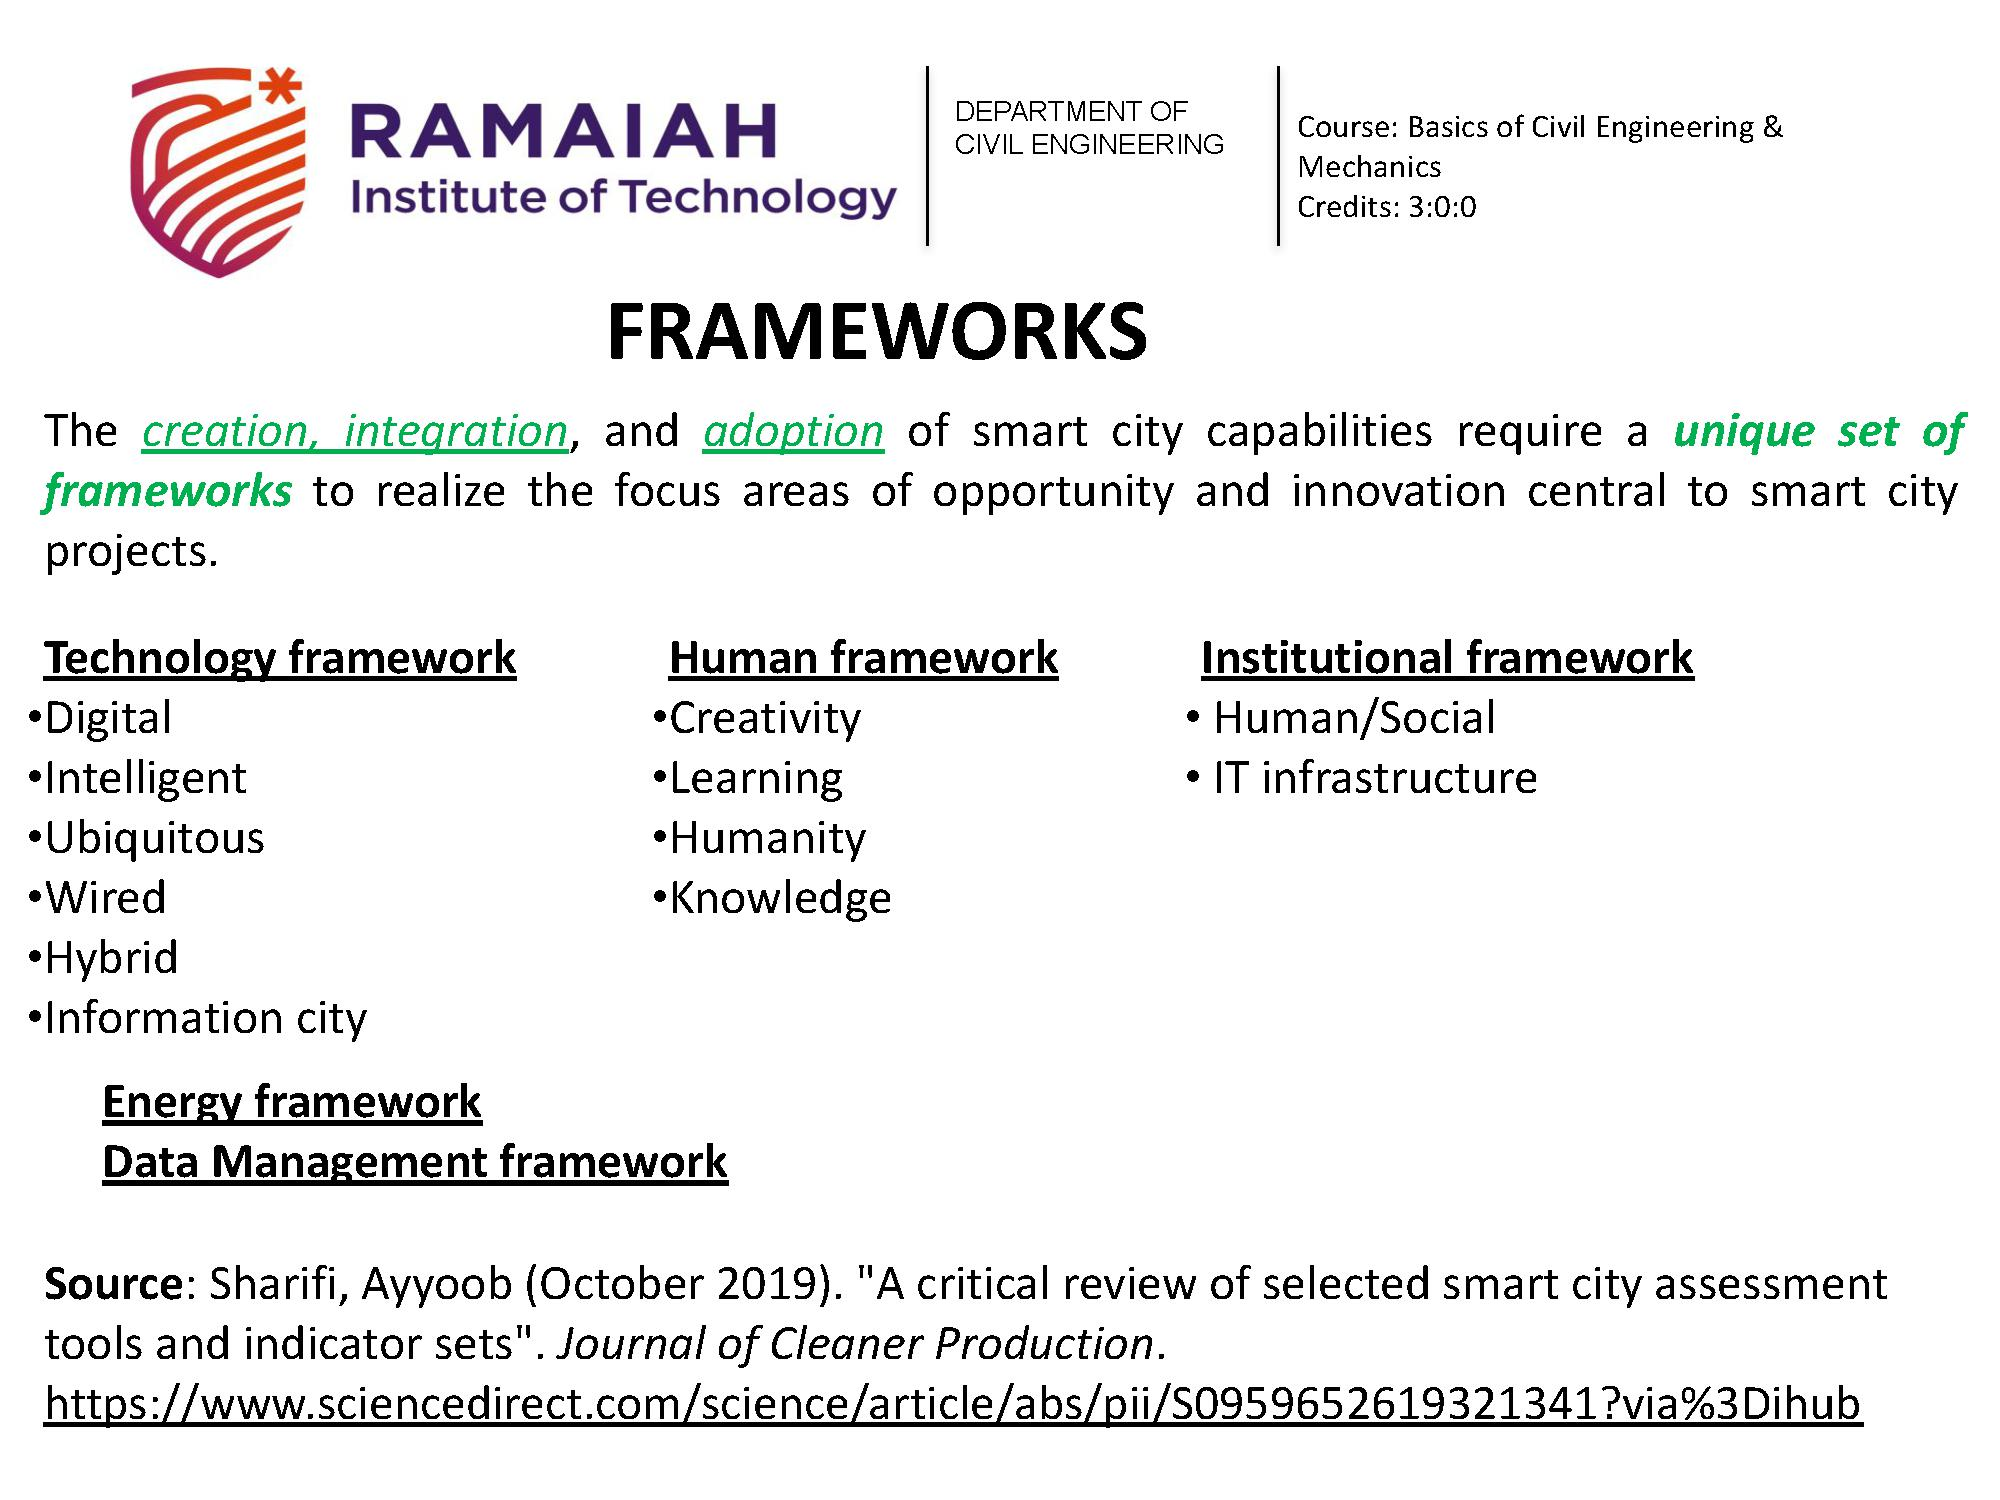 RAMAIAH
Institute of Technology
DEPARTMENT OF
CIVIL ENGINEERING
Course: Basics of Civil Engineering &
Mechanics
Credits: 3:0:0
FRAMEWORKS
The creation, integration, and adoption of smart city capabilities require a unique set of
frameworks to realize the focus areas of opportunity and innovation central to smart city
projects.
Technology framework
•Digital
•Intelligent
•Ubiquitous
•Wired
•Hybrid
•Information city
Human framework
•Creativity
•Learning
•Humanity
•Knowledge
Institutional framework
• Human/Social
• IT infrastructure
Energy framework
Data Management framework
Source: Sharifi, Ayyoob (October 2019). "A critical review of selected smart city assessment
tools and indicator sets". Journal of Cleaner Production.
https://www.sciencedirect.com/science/article/abs/pii/S0959652619321341?via%3Dihub